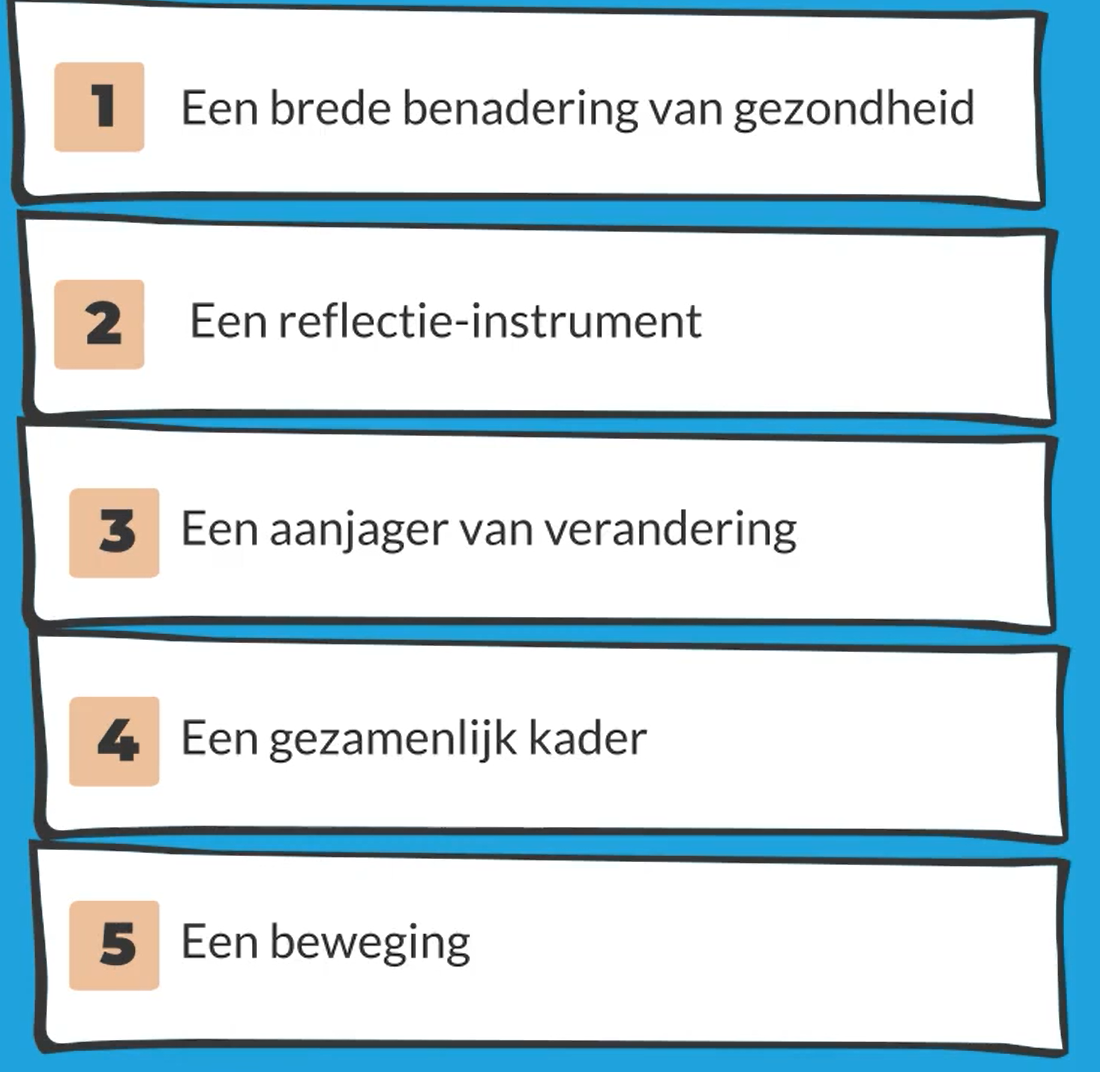 1 Een brede benadering van gezondheid
2 Een reflectie-instrument
3 Een aanjager van verandering
4 Een gezamenlijk kader
5 Een beweging